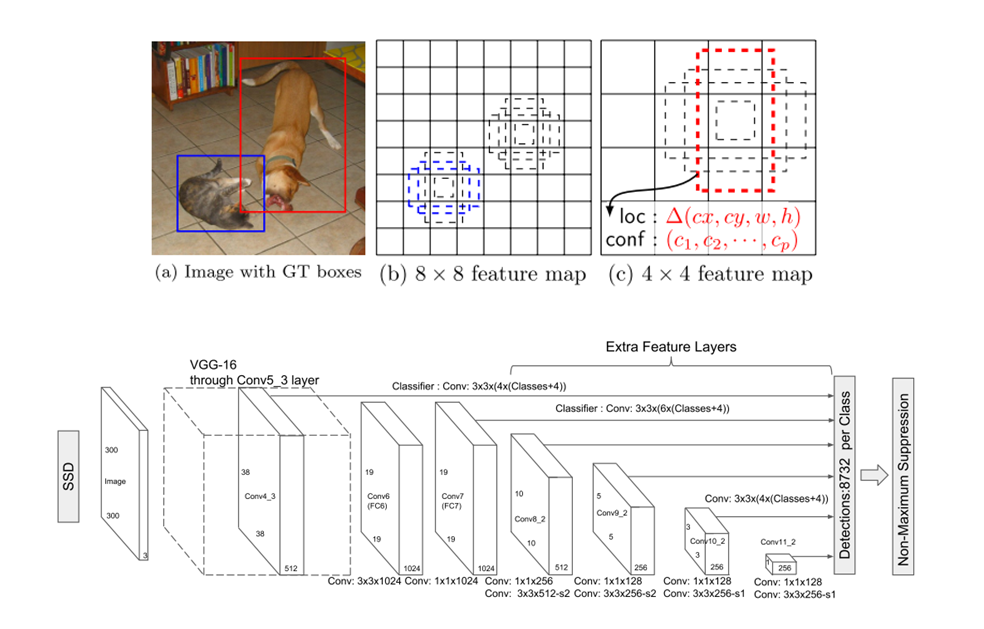 loc : Δ(cx, cy, w, h)
conf : (c₁, c₂, ⋯, cₚ)
(a) Image with GT boxes
(b) 8 × 8 feature map
(c) 4 × 4 feature map
Extra Feature Layers
VGG-16
through Conv5_3 layer
Classifier : Conv: 3x3x(4x(Classes+4))
Classifier : Conv: 3x3x(6x(Classes+4))
SSD
300
Image
300
3
38
Conv4_3
38
512
19
Conv6
(FC6)
19
1024
19
Conv7
(FC7)
19
1024
10
Conv8_2
10
512
5
Conv9_2
5
256
Conv: 3x3x(4x(Classes+4))
3
Conv10_2
3
256
Conv11_2
1
256
Detections:8732 per Class
Non-Maximum Suppression
Conv: 3x3x1024
Conv: 1x1x1024
Conv: 1x1x256
Conv: 3x3x512-s2
Conv: 1x1x128
Conv: 3x3x256-s2
Conv: 1x1x128
Conv: 3x3x256-s1
Conv: 1x1x128
Conv: 3x3x256-s1